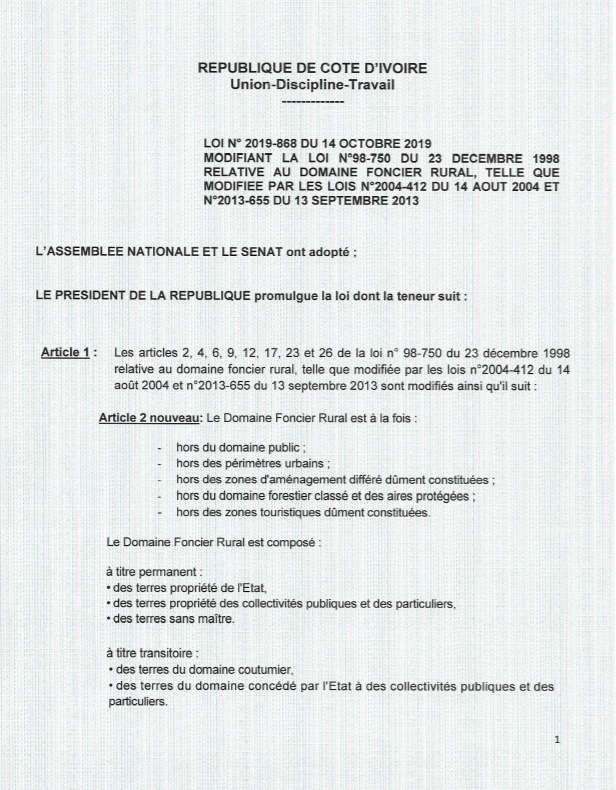 REPUBLIQUE DE COTE D'IVOIRE
Union-Discipline-Travail
-------------
LOI N° 2019-868 DU 14 OCTOBRE 2019
MODIFIANT LA LOI N°98-750 DU 23 DECEMBRE 1998
RELATIVE AU DOMAINE FONCIER RURAL, TELLE QUE
MODIFIEE PAR LES LOIS N°2004-412 DU 14 AOUT 2004 ET
N°2013-655 DU 13 SEPTEMBRE 2013
L'ASSEMBLEE NATIONALE ET LE SENAT ont adopté ;
LE PRESIDENT DE LA REPUBLIQUE promulgue la loi dont la teneur suit :
Article 1 : Les articles 2, 4, 6, 9, 12, 17, 23 et 26 de la loi n° 98-750 du 23 décembre 1998
relative au domaine foncier rural, telle que modifiée par les lois n°2004-412 du 14
août 2004 et n°2013-655 du 13 septembre 2013 sont modifiés ainsi qu'il suit :
Article 2 nouveau: Le Domaine Foncier Rural est à la fois :
- hors du domaine public ;
- hors des périmètres urbains ;
- hors des zones d'aménagement différé dûment constituées ;
- hors du domaine forestier classé et des aires protégées ;
- hors des zones touristiques dûment constituées.
Le Domaine Foncier Rural est composé :
à titre permanent :
• des terres propriété de l'Etat,
• des terres propriété des collectivités publiques et des particuliers,
• des terres sans maître.
à titre transitoire :
• des terres du domaine coutumier,
• des terres du domaine concédé par l'Etat à des collectivités publiques et des
particuliers.
1